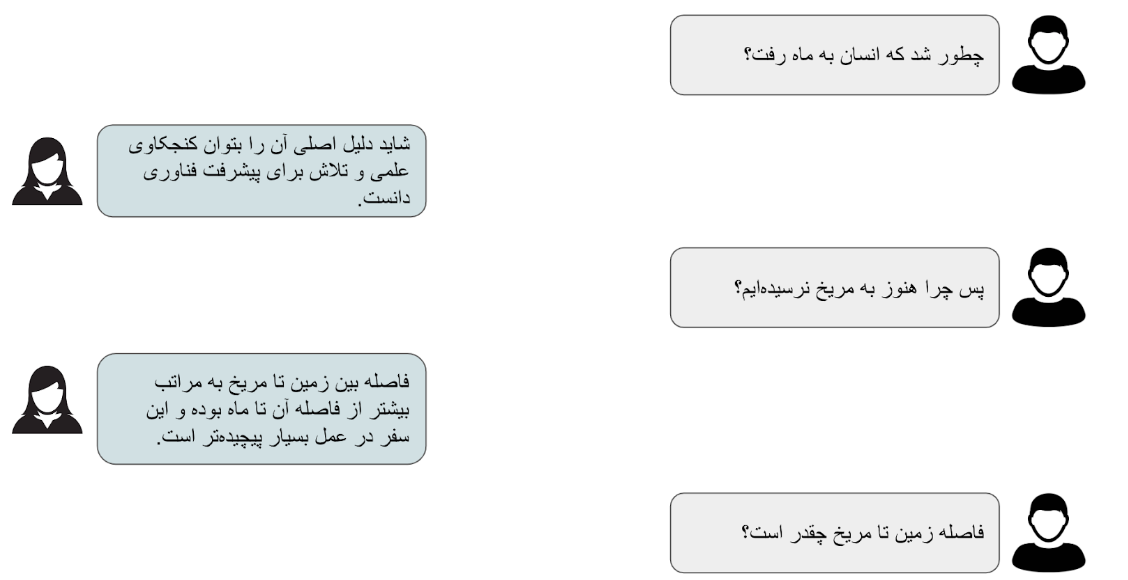 چطور شد که انسان به ماه رفت؟
شاید دلیل اصلی آن را بتوان کنجکاوی
علمی و تلاش برای پیشرفت فناوری
دانست.
پس چرا هنوز به مریخ نرسیده‌ایم؟
فاصله بین زمین تا مریخ به مراتب
بیشتر از فاصله آن تا ماه بوده و این
سفر در عمل بسیار پیچیده‌تر است.
فاصله زمین تا مریخ چقدر است؟